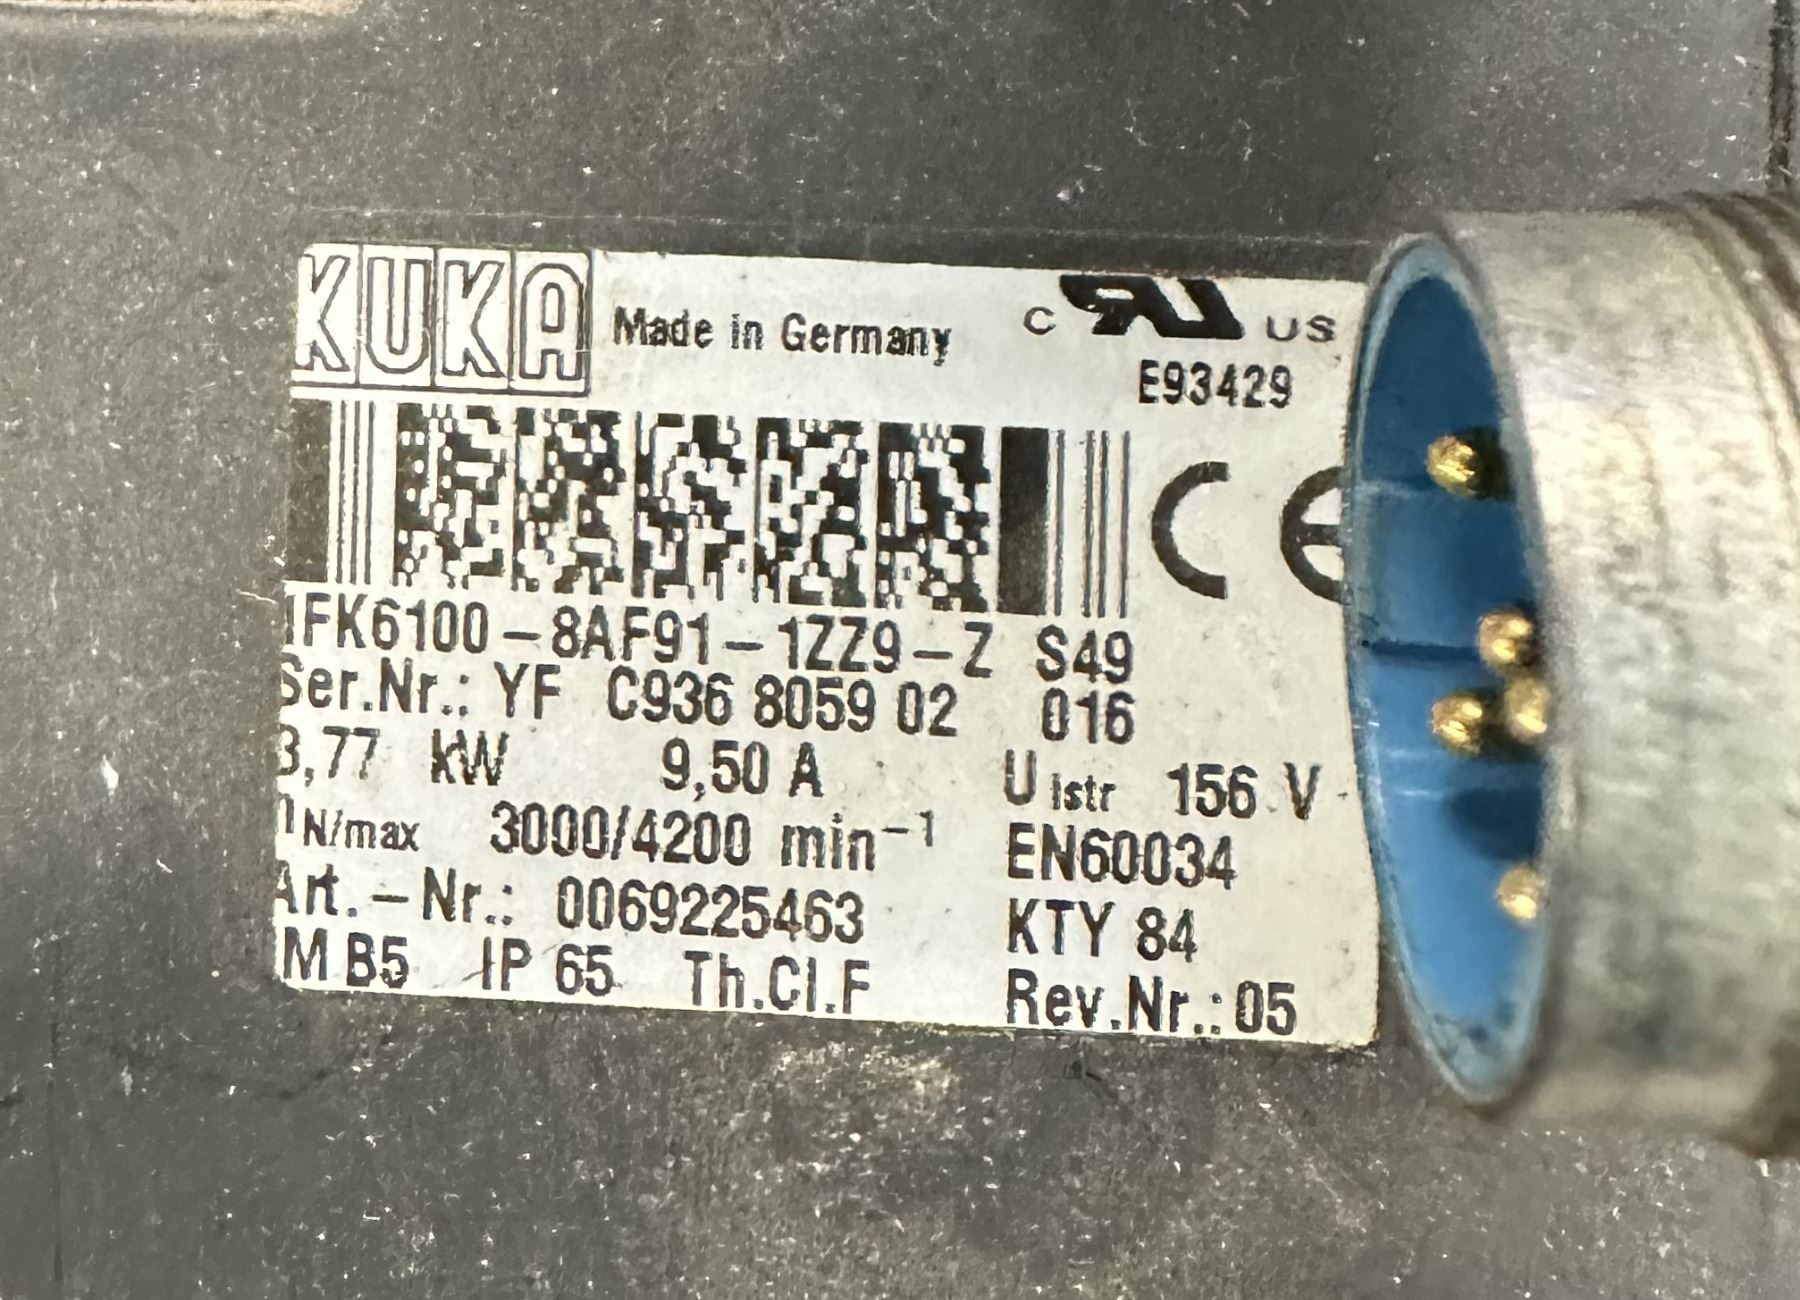 KUKA Made in Germany c RU US
E93429
CE
1FK6100-8AF91-1ZZ9-Z S49
Ser.Nr.: YF C936 8059 02 016
3,77 kW 9,50 A U istr 156 V
n N/max 3000/4200 min-1 EN60034
Art.-Nr.: 0069225463 KTY 84
M B5 IP 65 Th.Cl.F Rev.Nr.:05